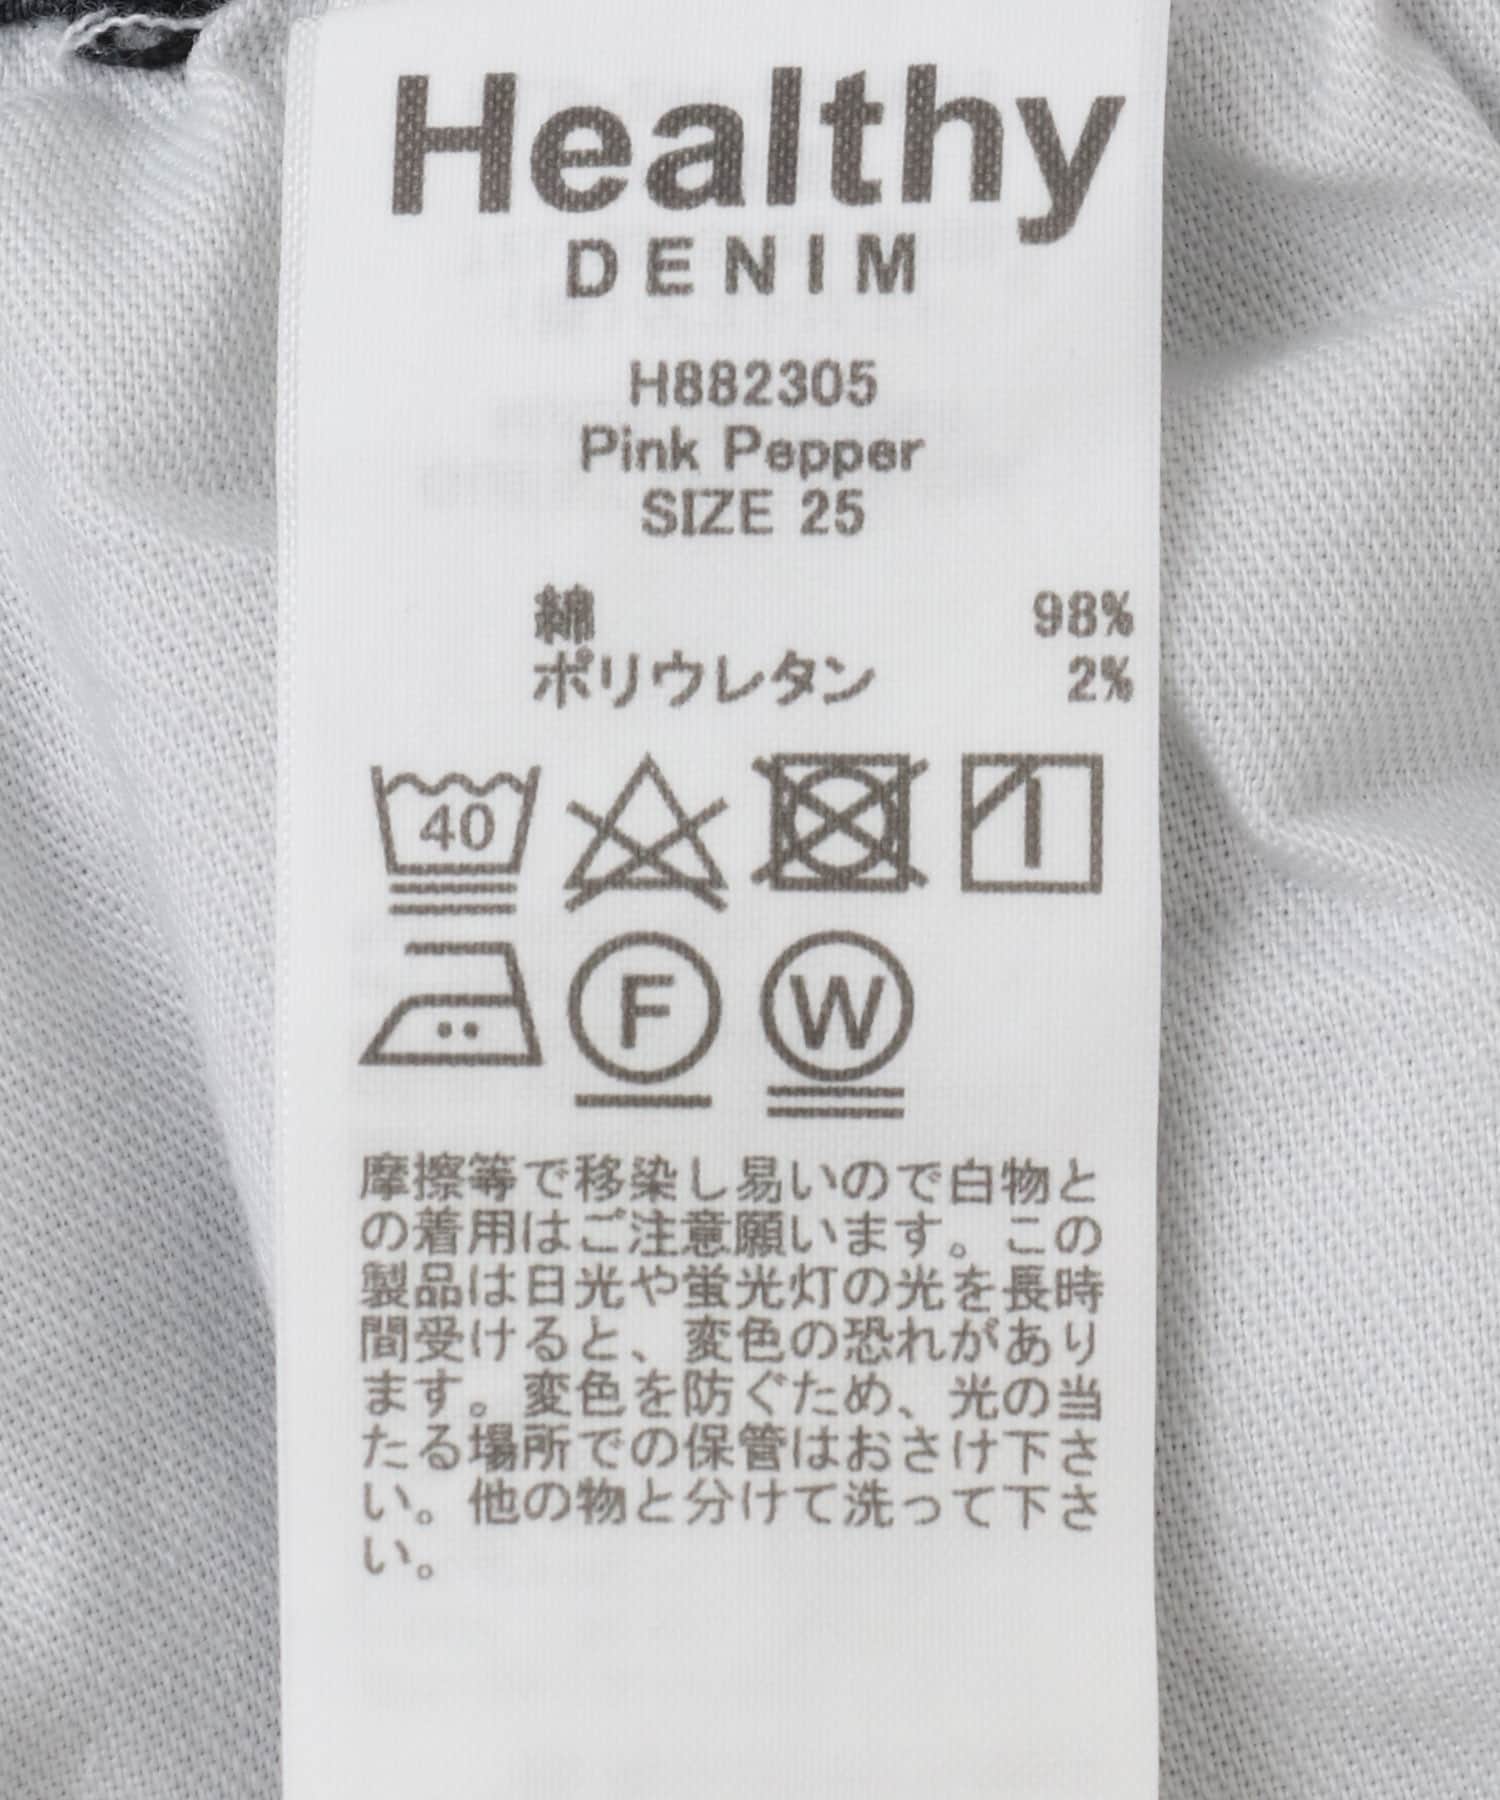 Healthy
DENIM
H882305
Pink Pepper
SIZE 25
綿 98%
ポリウレタン 2%
40
F W
摩擦等で移染し易いので白物と
の着用はご注意願います。この
製品は日光や蛍光灯の光を長時
間受けると、変色の恐れがあり
ます。変色を防ぐため、光の当
たる場所での保管はおさけ下さ
い。他の物と分けて洗って下さ
い。